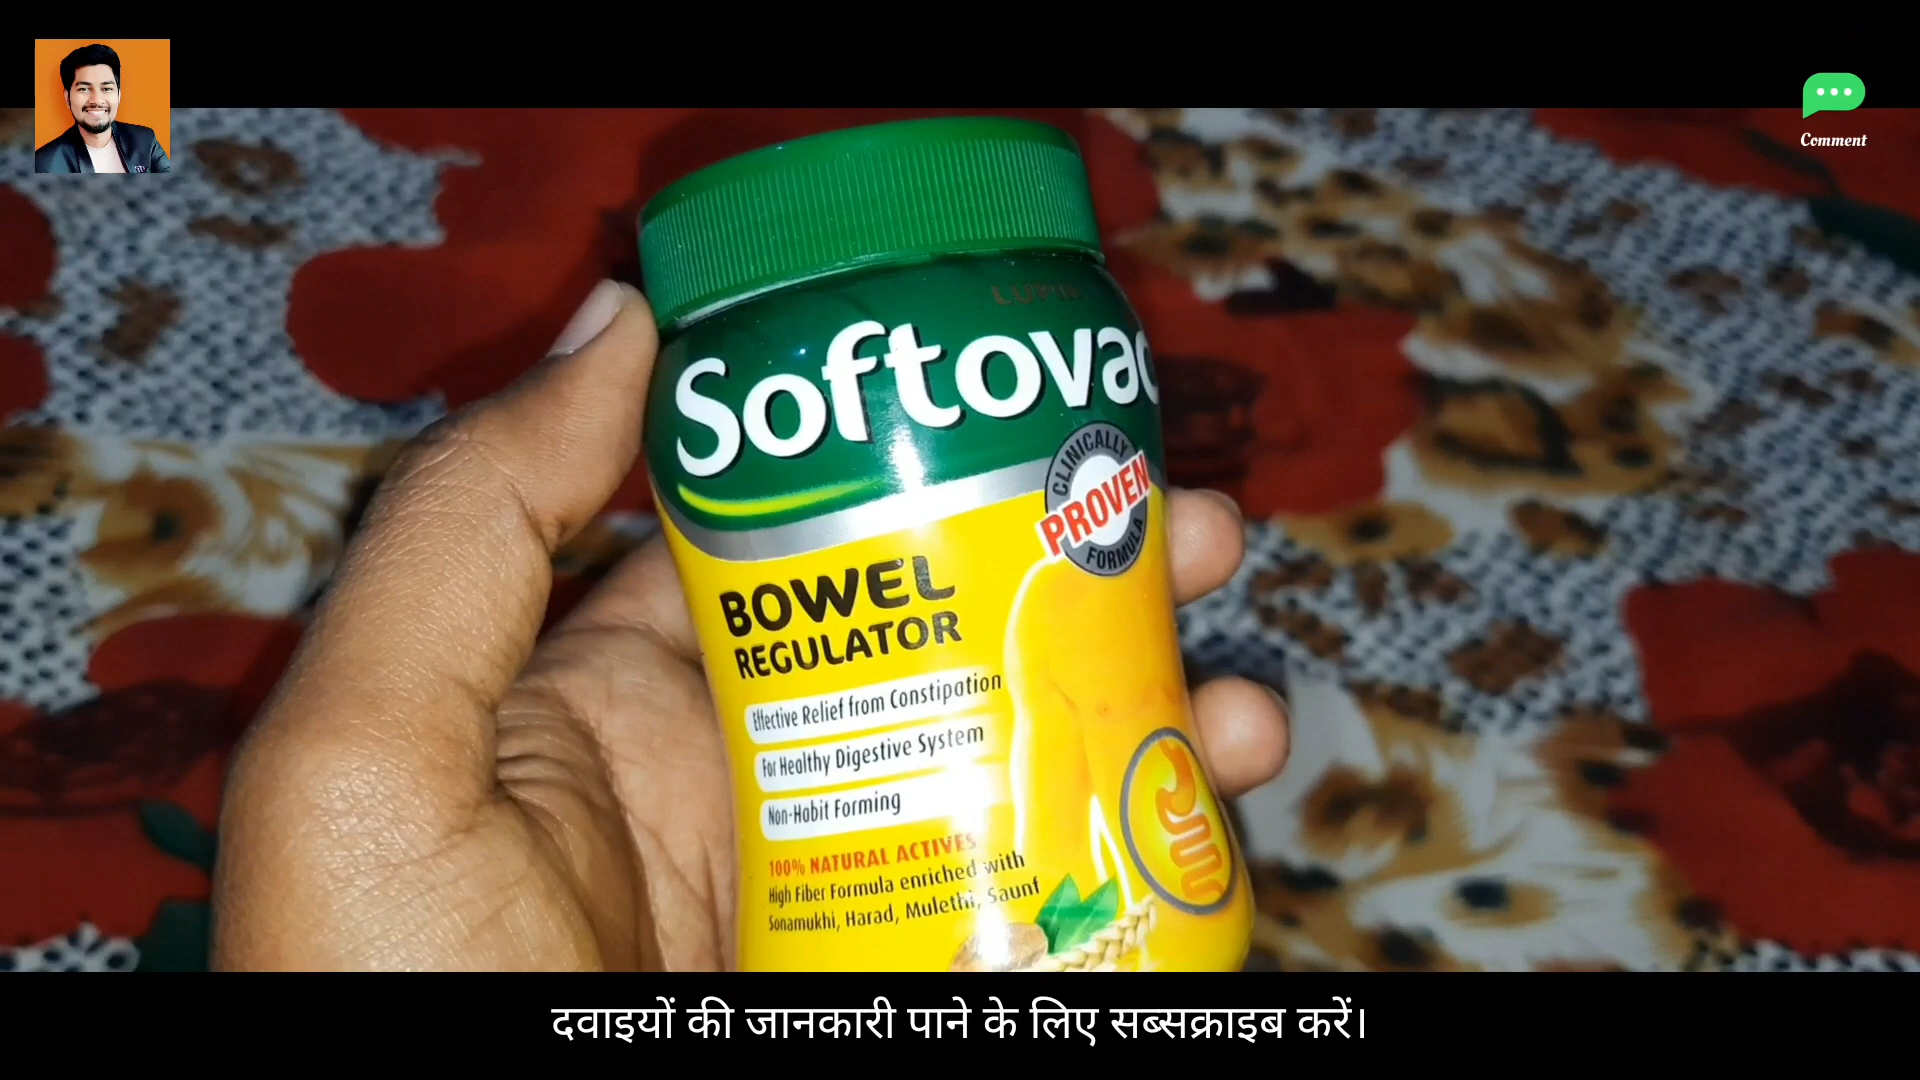 Comment
LUPIN
Softovac
CLINICALLY
PROVEN
FORMULA
BOWEL
REGULATOR
Effective Relief from Constipation
For Healthy Digestive System
Non-Habit Forming
100% NATURAL ACTIVES
High Fiber Formula enriched with
Sonamukhi, Harad, Mulethi, Saunf
दवाइयों की जानकारी पाने के लिए सब्सक्राइब करें।